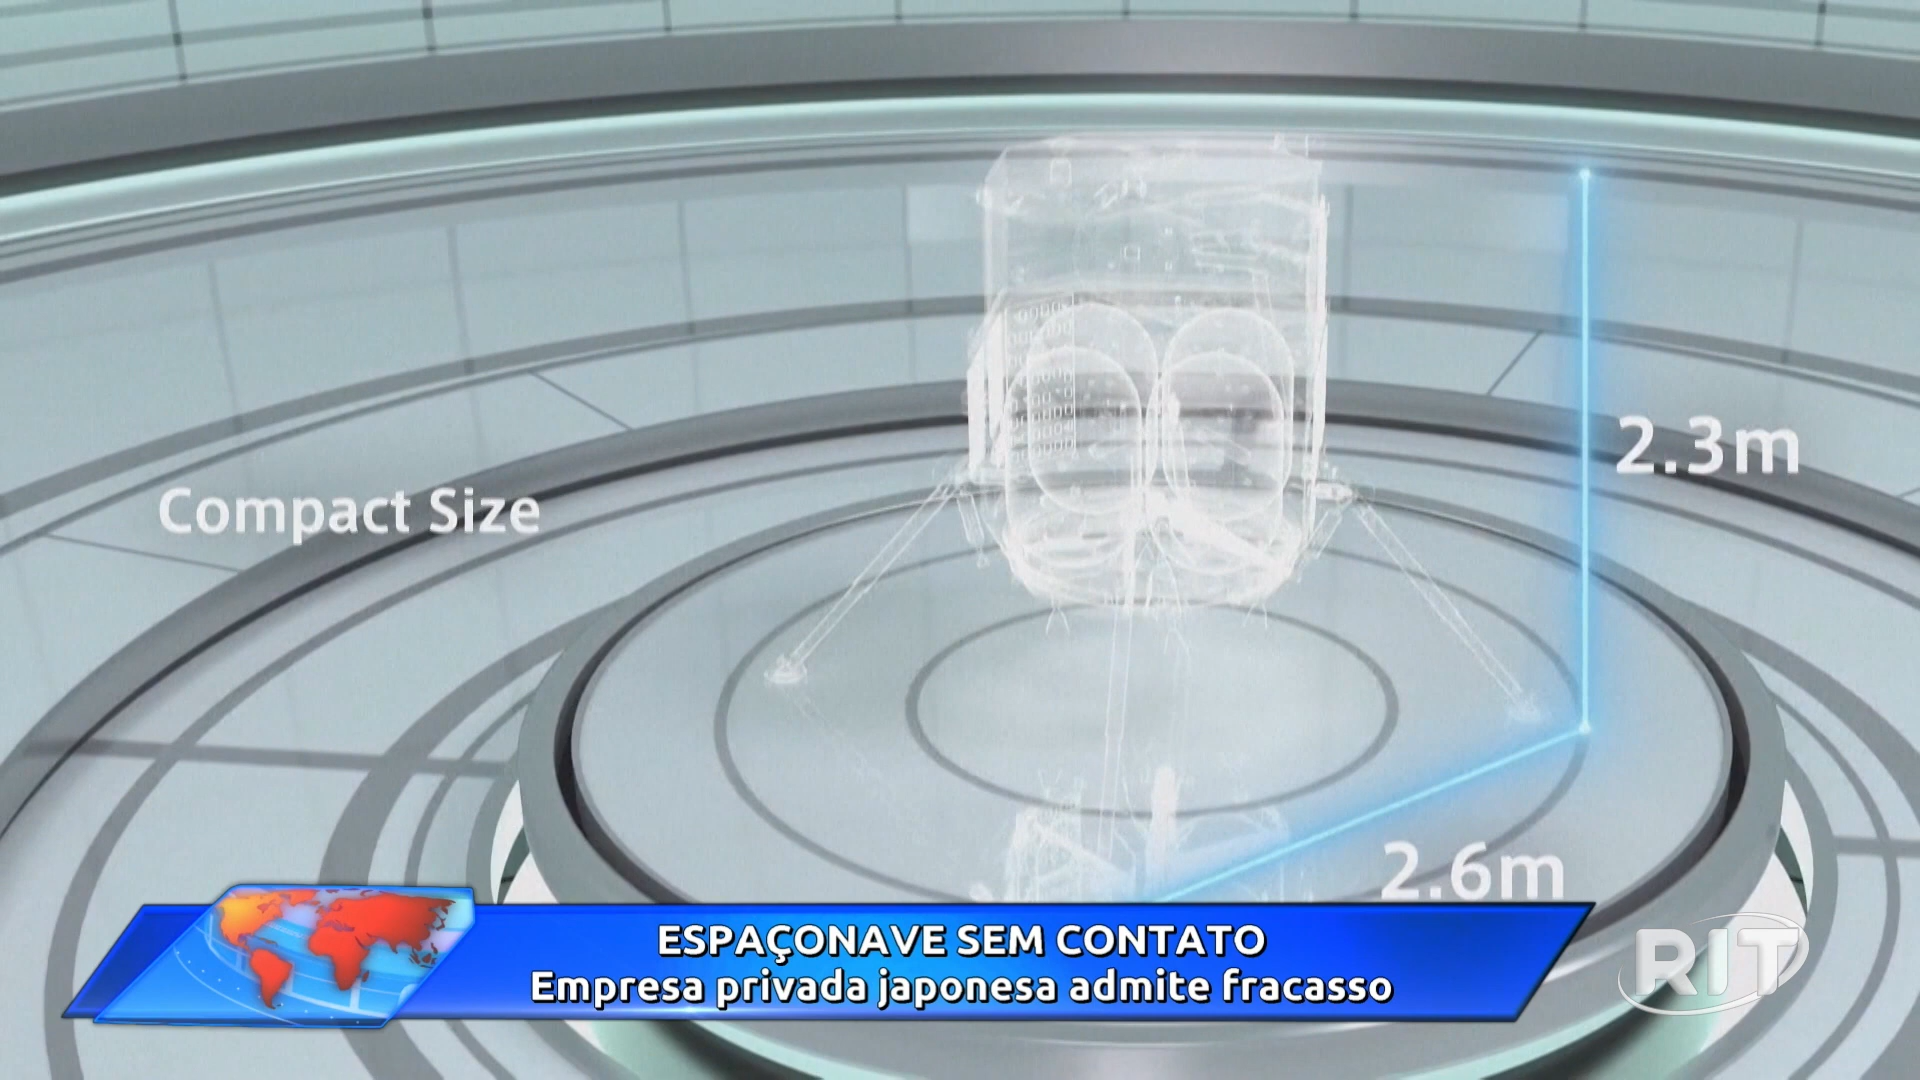 2.3m
Compact Size
2.6m
ESPAÇONAVE SEM CONTATO
Empresa privada japonesa admite fracasso
RIT